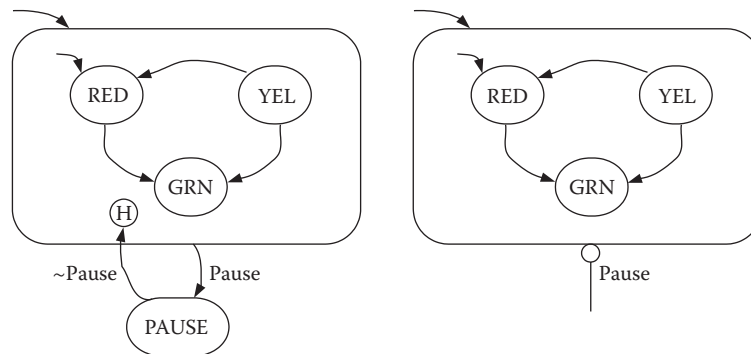 RED YEL
GRN
H
~Pause Pause
PAUSE
RED YEL
GRN
Pause